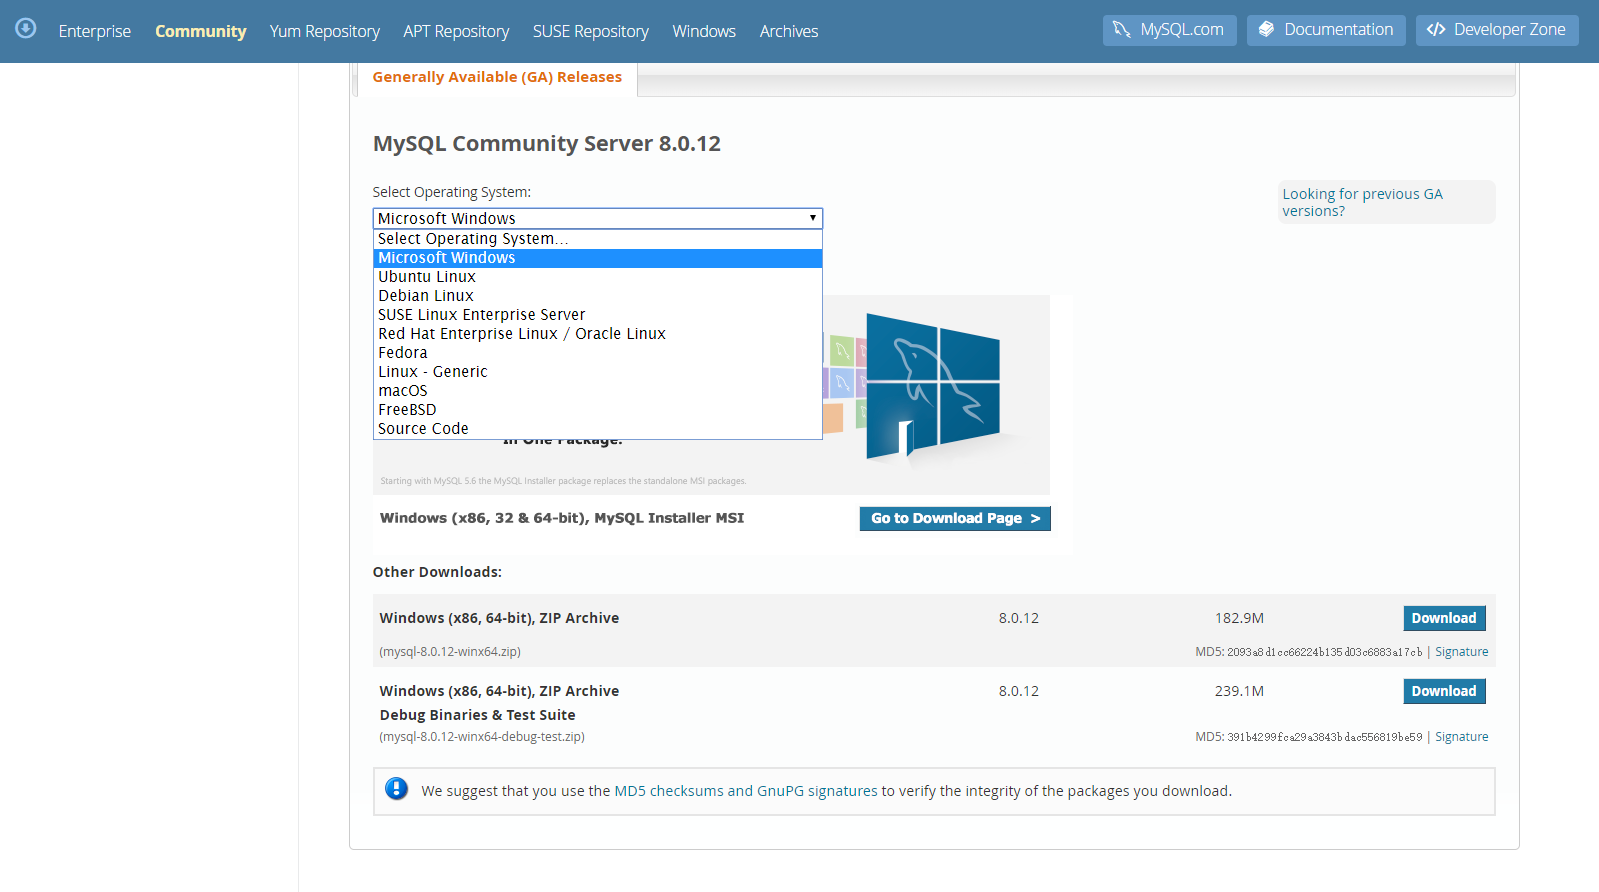 Enterprise Community Yum Repository APT Repository SUSE Repository Windows Archives MySQL.com Documentation Developer Zone
Generally Available (GA) Releases
MySQL Community Server 8.0.12
Select Operating System:
Looking for previous GA
versions?
Microsoft Windows
Select Operating System...
Microsoft Windows
Ubuntu Linux
Debian Linux
SUSE Linux Enterprise Server
Red Hat Enterprise Linux / Oracle Linux
Fedora
Linux - Generic
macOS
FreeBSD
Source Code
In One Package.
Starting with MySQL 5.6 the MySQL Installer package replaces the standalone MSI packages.
Windows (x86, 32 & 64-bit), MySQL Installer MSI Go to Download Page >
Other Downloads:
Windows (x86, 64-bit), ZIP Archive 8.0.12 182.9M Download
(mysql-8.0.12-winx64.zip) MD5: 2093a8d1cc66224b135d03c6883a17cb | Signature
Windows (x86, 64-bit), ZIP Archive 8.0.12 239.1M Download
Debug Binaries & Test Suite
(mysql-8.0.12-winx64-debug-test.zip) MD5: 391b4299fca29a3843bdac556819be59 | Signature
We suggest that you use the MD5 checksums and GnuPG signatures to verify the integrity of the packages you download.